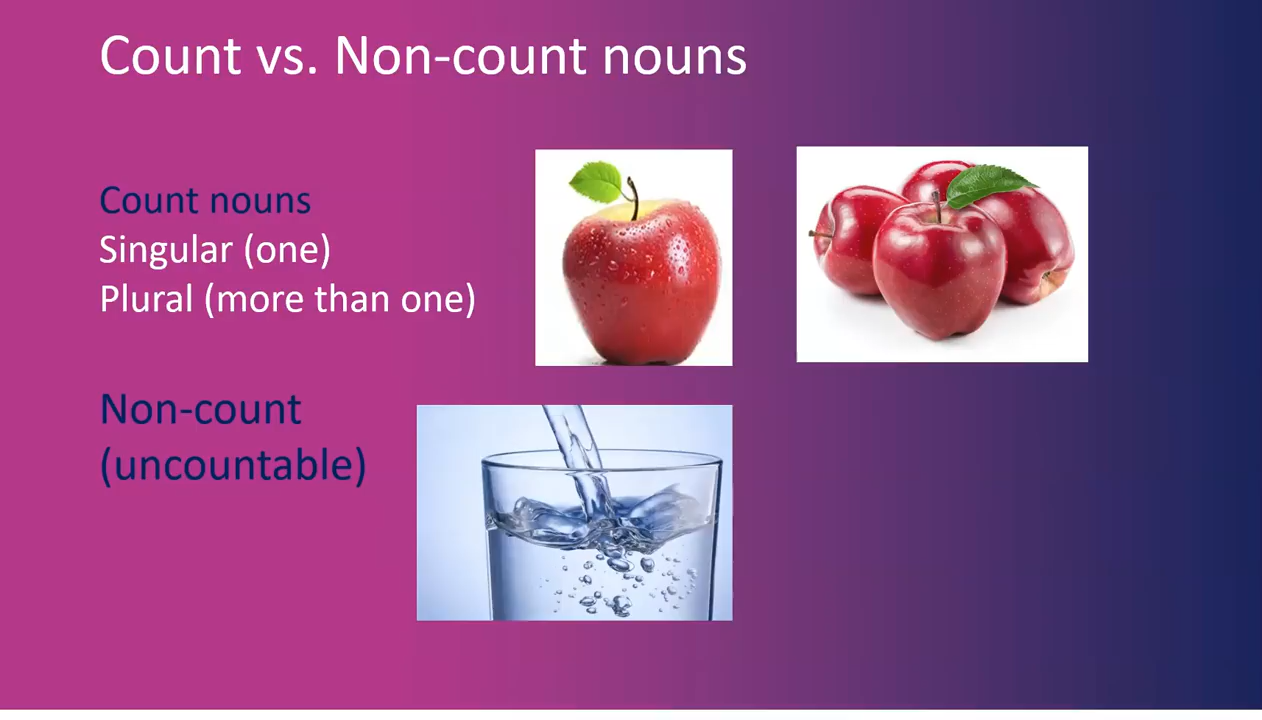 Count vs. Non-count nouns
Count nouns
Singular (one)
Plural (more than one)
Non-count
(uncountable)